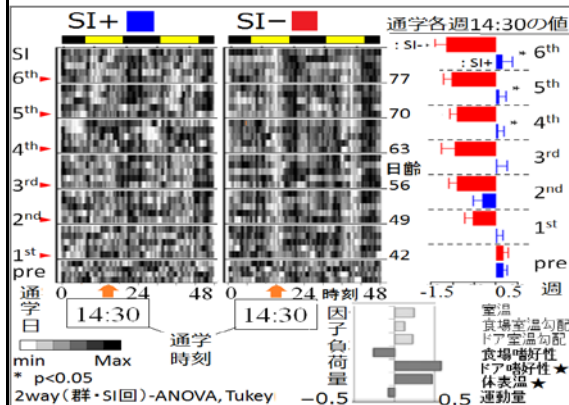 SI+ SI- 通学各週14:30の値
SI
6th
5th
4th
3rd
2nd
1st
pre
77
70
63
日齢
56
49
42
: SI-
: SI+
* 6th
* 5th
* 4th
3rd
2nd
1st
pre
-1.5 0.5 週
通学日
0 24 48 0 24 48 時刻
14:30 通学時刻 14:30
min Max
* p<0.05
2way(群・SI回)-ANOVA, Tukey
因子負荷量
室温
食場室温勾配
ドア室温勾配
食場嗜好性
ドア嗜好性★
体表温★
運動量
-0.5 0.5